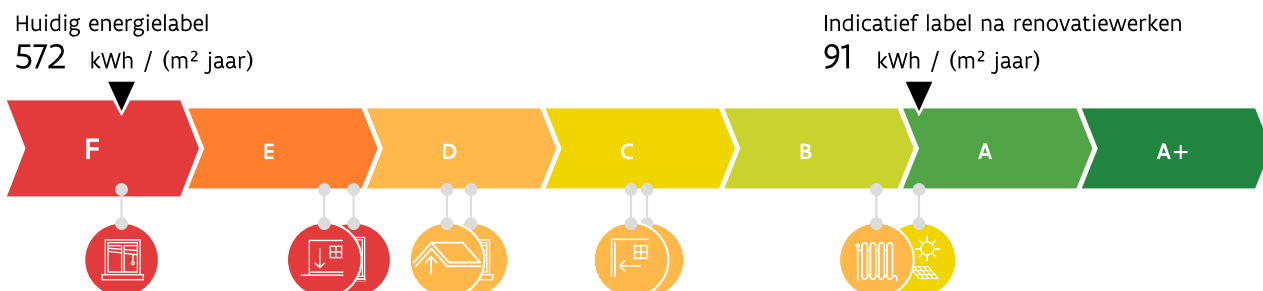 Huidig energielabel
572 kWh / (m² jaar)
Indicatief label na renovatiewerken
91 kWh / (m² jaar)
F E D C B A A+